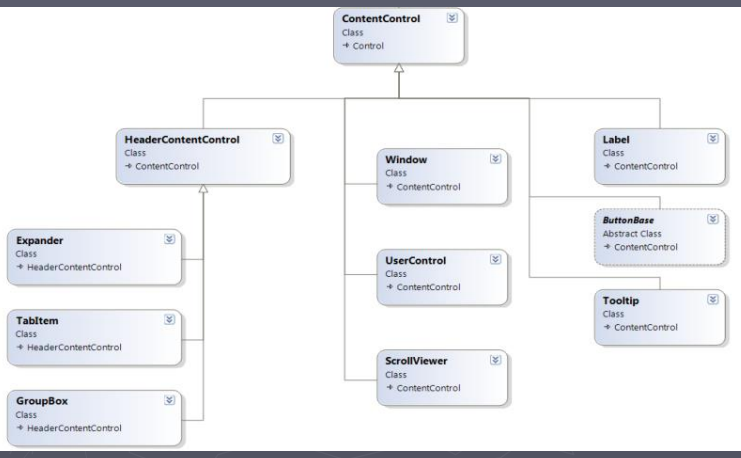 ContentControl
Class
→ Control
HeaderContentControl
Class
→ ContentControl
Window
Class
→ ContentControl
Label
Class
→ ContentControl
ButtonBase
Abstract Class
→ ContentControl
Expander
Class
→ HeaderContentControl
UserControl
Class
→ ContentControl
Tooltip
Class
→ ContentControl
TabItem
Class
→ HeaderContentControl
ScrollViewer
Class
→ ContentControl
GroupBox
Class
→ HeaderContentControl